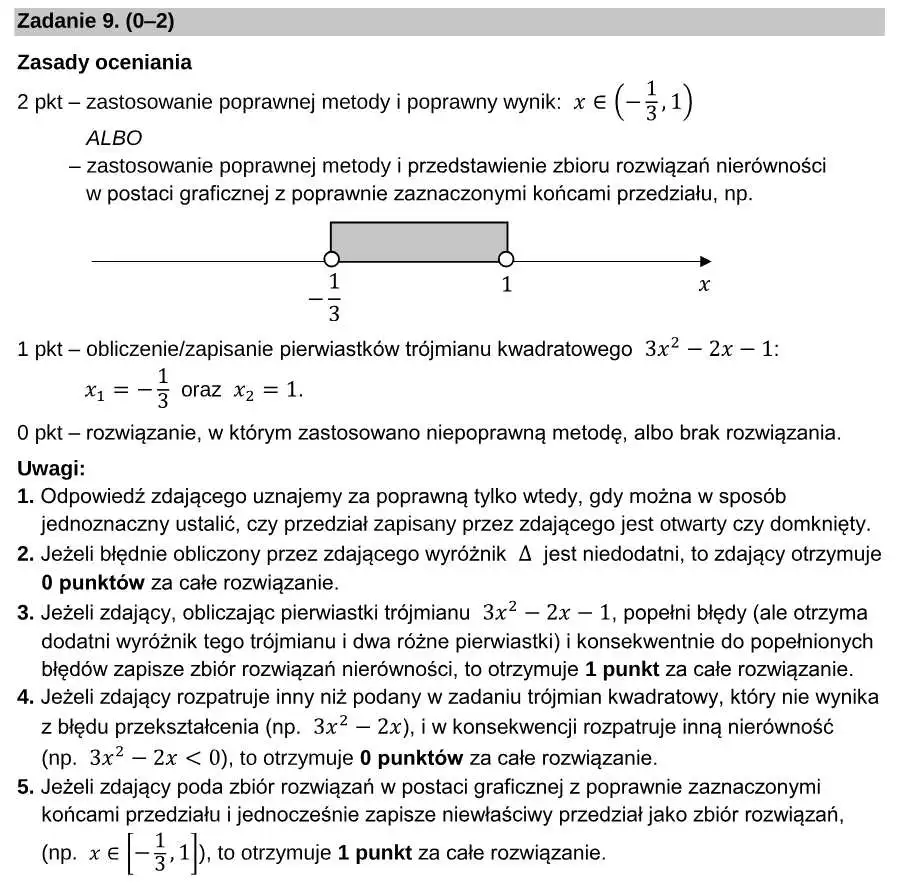 Zadanie 9. (0–2)
Zasady oceniania
2 pkt – zastosowanie poprawnej metody i poprawny wynik: x ∈ (−1/3, 1)
ALBO
– zastosowanie poprawnej metody i przedstawienie zbioru rozwiązań nierówności
w postaci graficznej z poprawnie zaznaczonymi końcami przedziału, np.
−1/3 1 x
1 pkt – obliczenie/zapisanie pierwiastków trójmianu kwadratowego 3x² − 2x − 1:
x₁ = −1/3 oraz x₂ = 1.
0 pkt – rozwiązanie, w którym zastosowano niepoprawną metodę, albo brak rozwiązania.
Uwagi:
1. Odpowiedź zdającego uznajemy za poprawną tylko wtedy, gdy można w sposób
jednoznaczny ustalić, czy przedział zapisany przez zdającego jest otwarty czy domknięty.
2. Jeżeli błędnie obliczony przez zdającego wyróżnik Δ jest niedodatni, to zdający otrzymuje
0 punktów za całe rozwiązanie.
3. Jeżeli zdający, obliczając pierwiastki trójmianu 3x² − 2x − 1, popełni błędy (ale otrzyma
dodatni wyróżnik tego trójmianu i dwa różne pierwiastki) i konsekwentnie do popełnionych
błędów zapisze zbiór rozwiązań nierówności, to otrzymuje 1 punkt za całe rozwiązanie.
4. Jeżeli zdający rozpatruje inny niż podany w zadaniu trójmian kwadratowy, który nie wynika
z błędu przekształcenia (np. 3x² − 2x), i w konsekwencji rozpatruje inną nierówność
(np. 3x² − 2x < 0), to otrzymuje 0 punktów za całe rozwiązanie.
5. Jeżeli zdający poda zbiór rozwiązań w postaci graficznej z poprawnie zaznaczonymi
końcami przedziału i jednocześnie zapisze niewłaściwy przedział jako zbiór rozwiązań,
(np. x ∈ [−1/3, 1]), to otrzymuje 1 punkt za całe rozwiązanie.